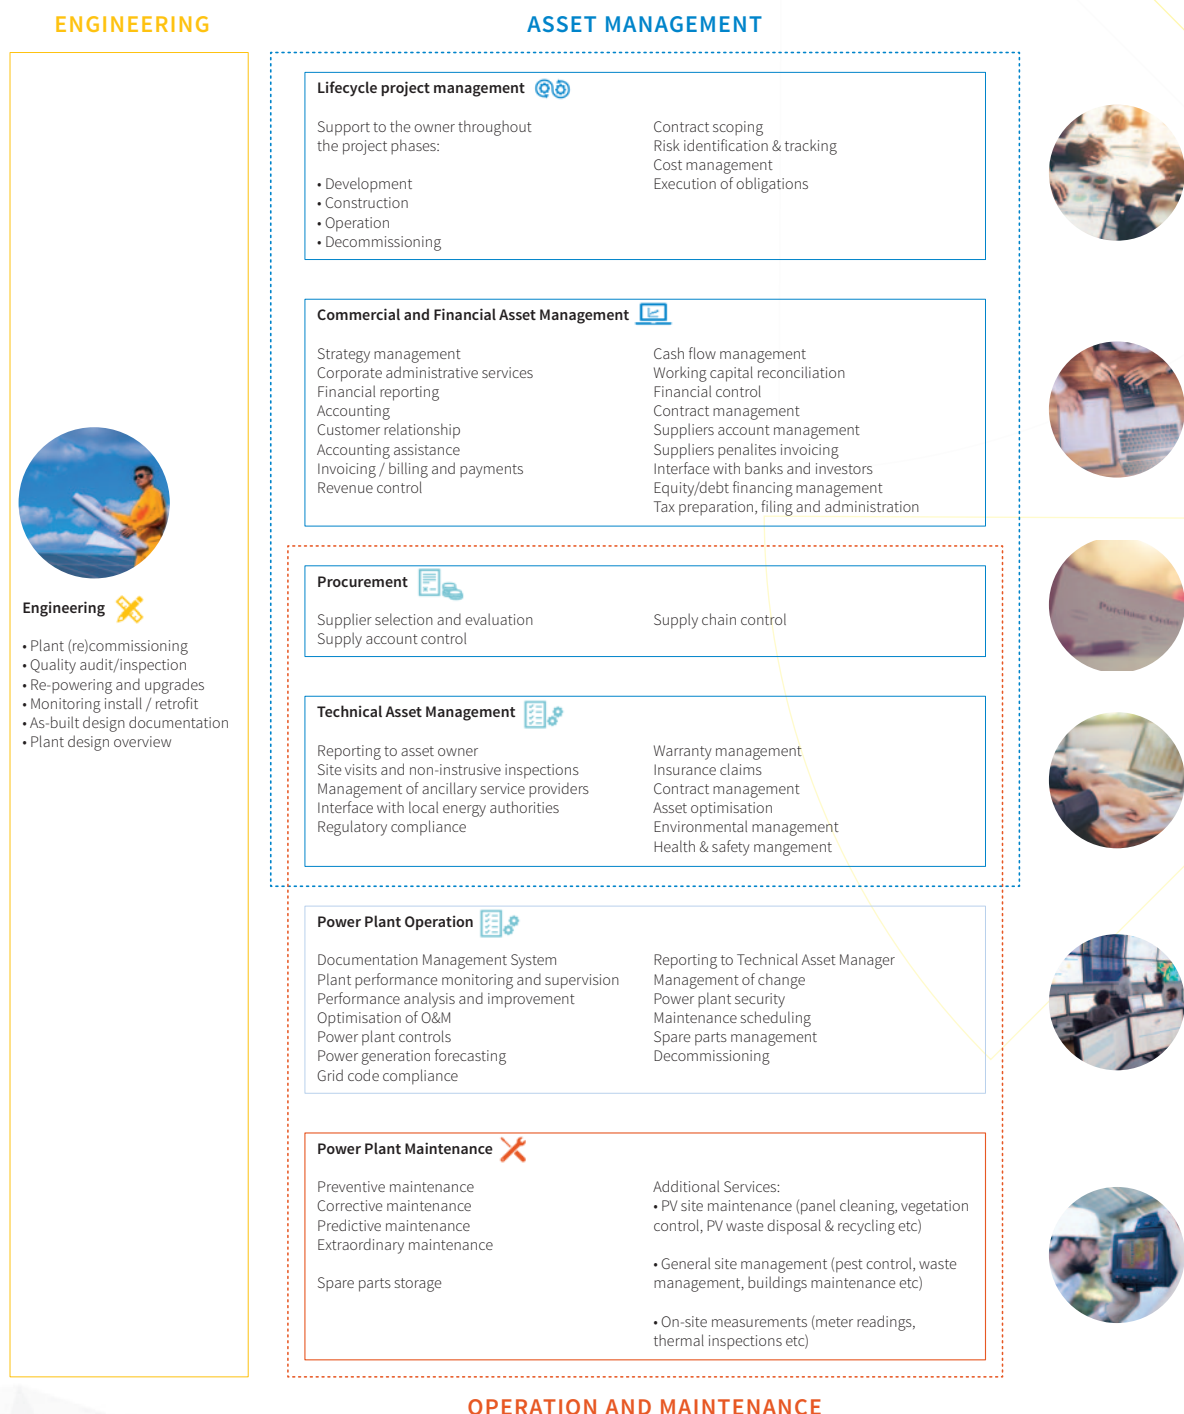 ENGINEERING
ASSET MANAGEMENT
Lifecycle project management
Support to the owner throughout
the project phases:
• Development
• Construction
• Operation
• Decommissioning
Contract scoping
Risk identification & tracking
Cost management
Execution of obligations
Commercial and Financial Asset Management
Strategy management
Corporate administrative services
Financial reporting
Accounting
Customer relationship
Accounting assistance
Invoicing / billing and payments
Revenue control
Cash flow management
Working capital reconciliation
Financial control
Contract management
Suppliers account management
Suppliers penalites invoicing
Interface with banks and investors
Equity/debt financing management
Tax preparation, filing and administration
Engineering
• Plant (re)commissioning
• Quality audit/inspection
• Re-powering and upgrades
• Monitoring install / retrofit
• As-built design documentation
• Plant design overview
Procurement
Supplier selection and evaluation
Supply account control
Supply chain control
Purchase Order
Technical Asset Management
Reporting to asset owner
Site visits and non-instrusive inspections
Management of ancillary service providers
Interface with local energy authorities
Regulatory compliance
Warranty management
Insurance claims
Contract management
Asset optimisation
Environmental management
Health & safety mangement
Power Plant Operation
Documentation Management System
Plant performance monitoring and supervision
Performance analysis and improvement
Optimisation of O&M
Power plant controls
Power generation forecasting
Grid code compliance
Reporting to Technical Asset Manager
Management of change
Power plant security
Maintenance scheduling
Spare parts management
Decommissioning
Power Plant Maintenance
Preventive maintenance
Corrective maintenance
Predictive maintenance
Extraordinary maintenance
Spare parts storage
Additional Services:
• PV site maintenance (panel cleaning, vegetation
control, PV waste disposal & recycling etc)
• General site management (pest control, waste
management, buildings maintenance etc)
• On-site measurements (meter readings,
thermal inspections etc)
OPERATION AND MAINTENANCE